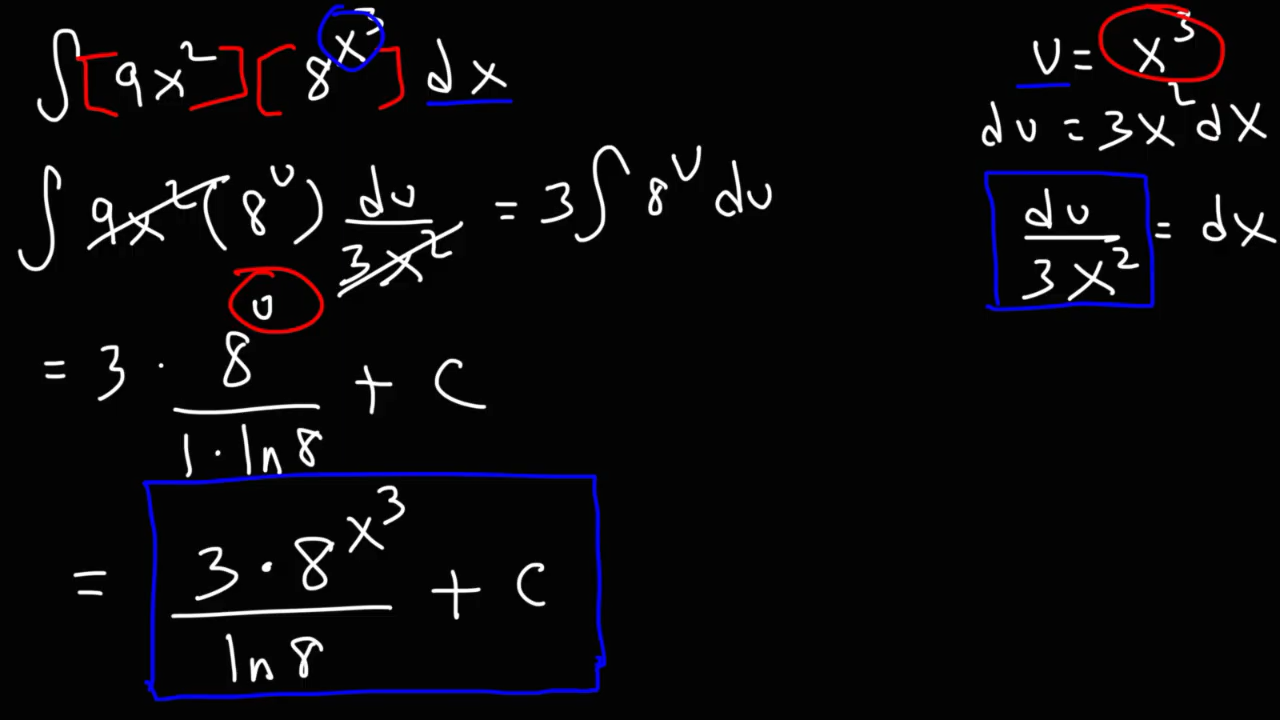 ∫[9x²][8^x³] dx
∫ 9x² (8^u) du/3x² = 3∫ 8^u du
= 3 · 8^u/1·ln8 + C
= 3·8^x³/ln8 + C
u = x³
du = 3x² dx
du/3x² = dx